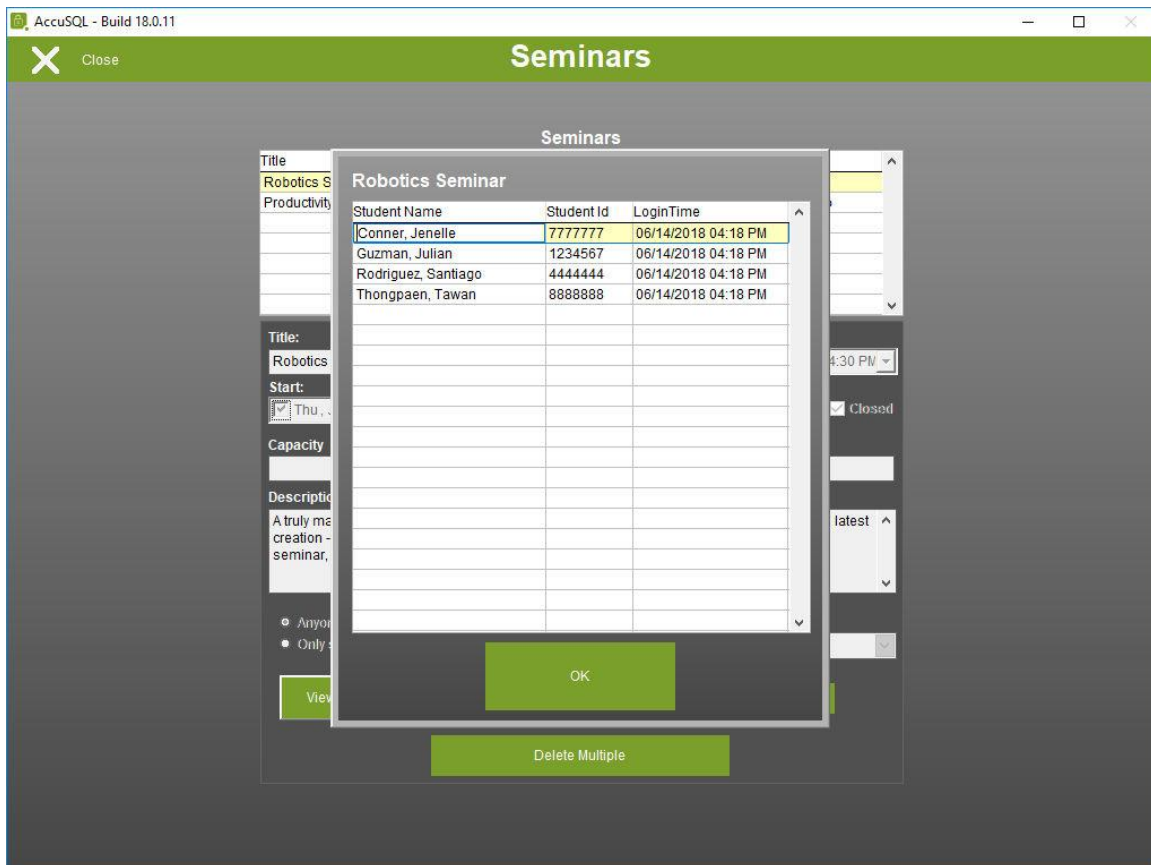 AccuSQL - Build 18.0.11
Close
Seminars
Seminars
Title
Robotics S
Productivity
Robotics Seminar
Student Name Student Id LoginTime
Conner, Jenelle 7777777 06/14/2018 04:18 PM
Guzman, Julian 1234567 06/14/2018 04:18 PM
Rodriguez, Santiago 4444444 06/14/2018 04:18 PM
Thongpaen, Tawan 8888888 06/14/2018 04:18 PM
Title:
Robotics 4:30 PM
Start:
Thu, Closed
Capacity
Descriptio
A truly ma latest
creation -
seminar,
Anyo
Only
OK
View
Delete Multiple